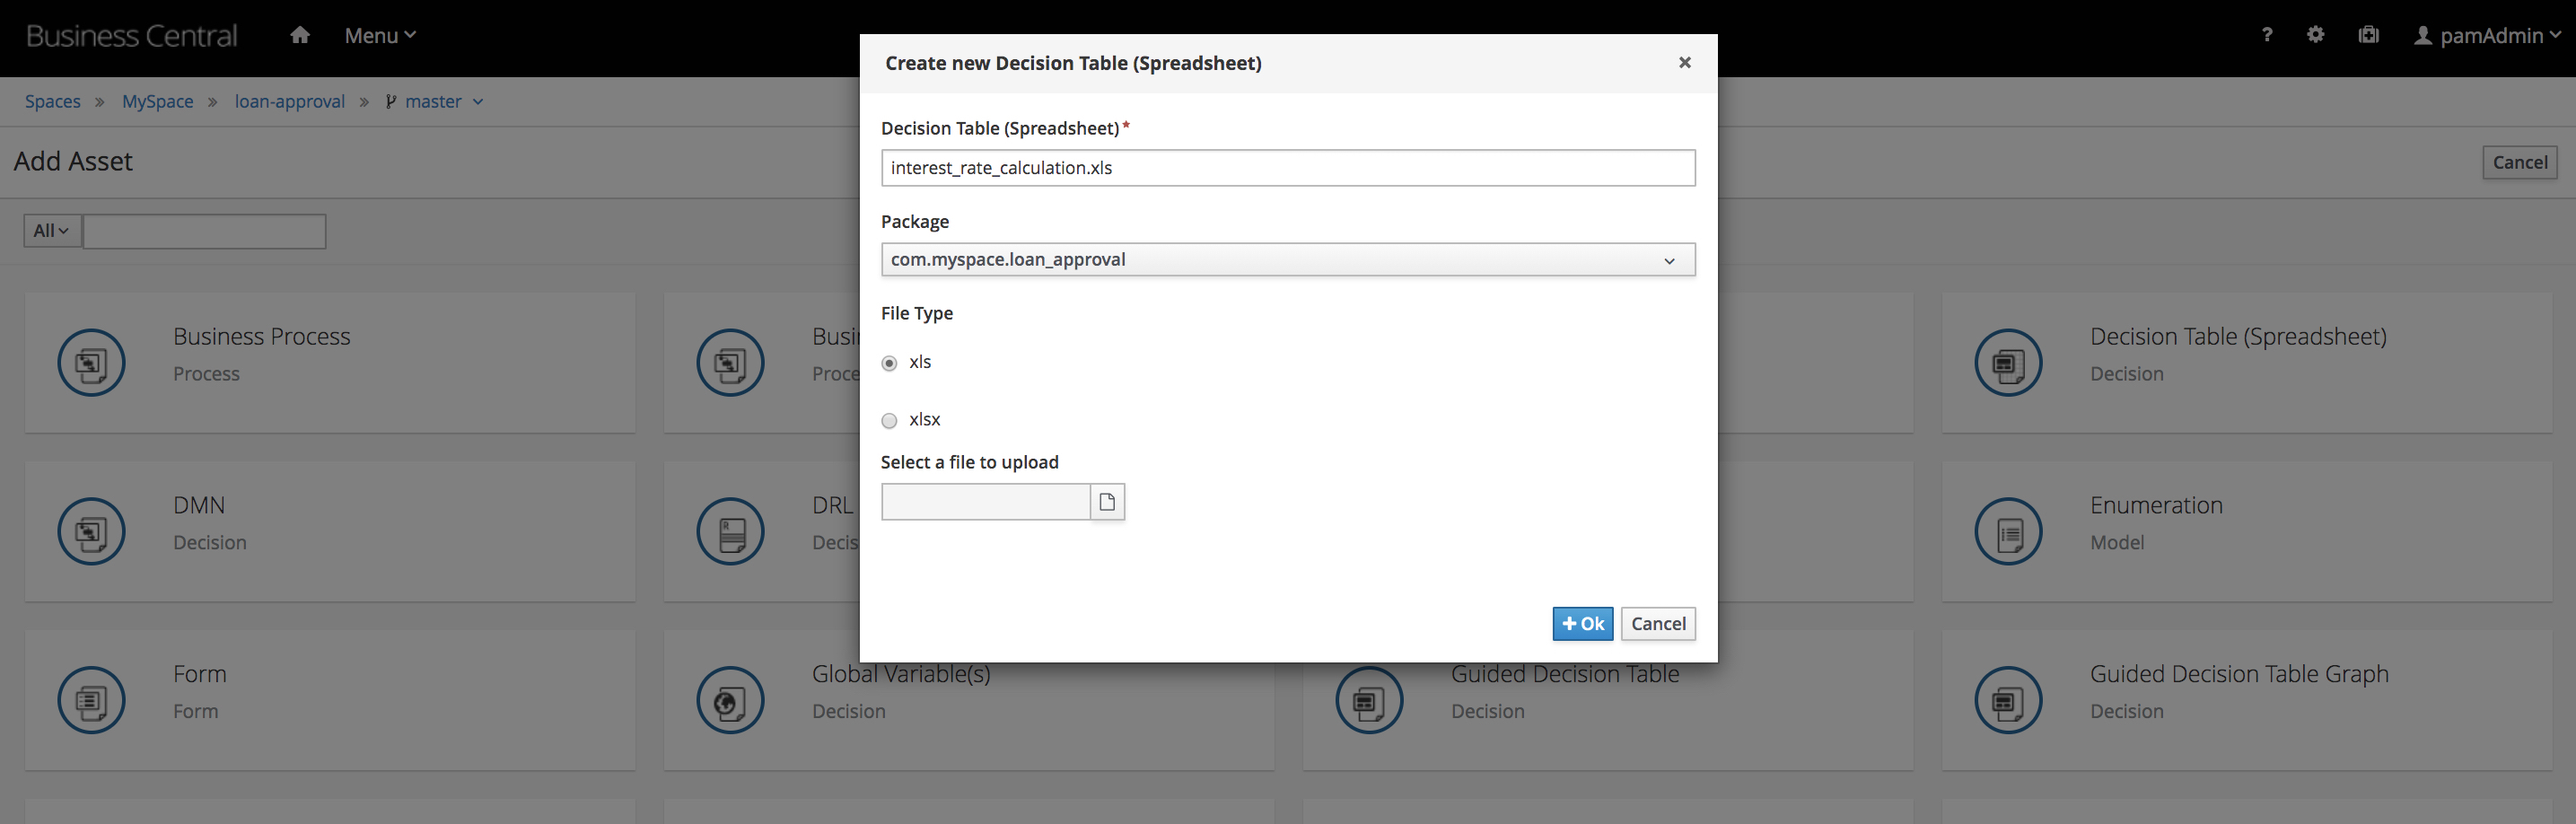 Business Central Menu ? pamAdmin
Create new Decision Table (Spreadsheet) ×
Spaces » MySpace » loan-approval » master
Add Asset
Cancel
All
Decision Table (Spreadsheet)*
interest_rate_calculation.xls
Package
com.myspace.loan_approval
File Type
xls
xlsx
Select a file to upload
+ Ok Cancel
Business Process
Process
Decision Table (Spreadsheet)
Decision
DMN
Decision
DRL
Enumeration
Model
Form
Form
Global Variable(s)
Decision
Guided Decision Table
Decision
Guided Decision Table Graph
Decision